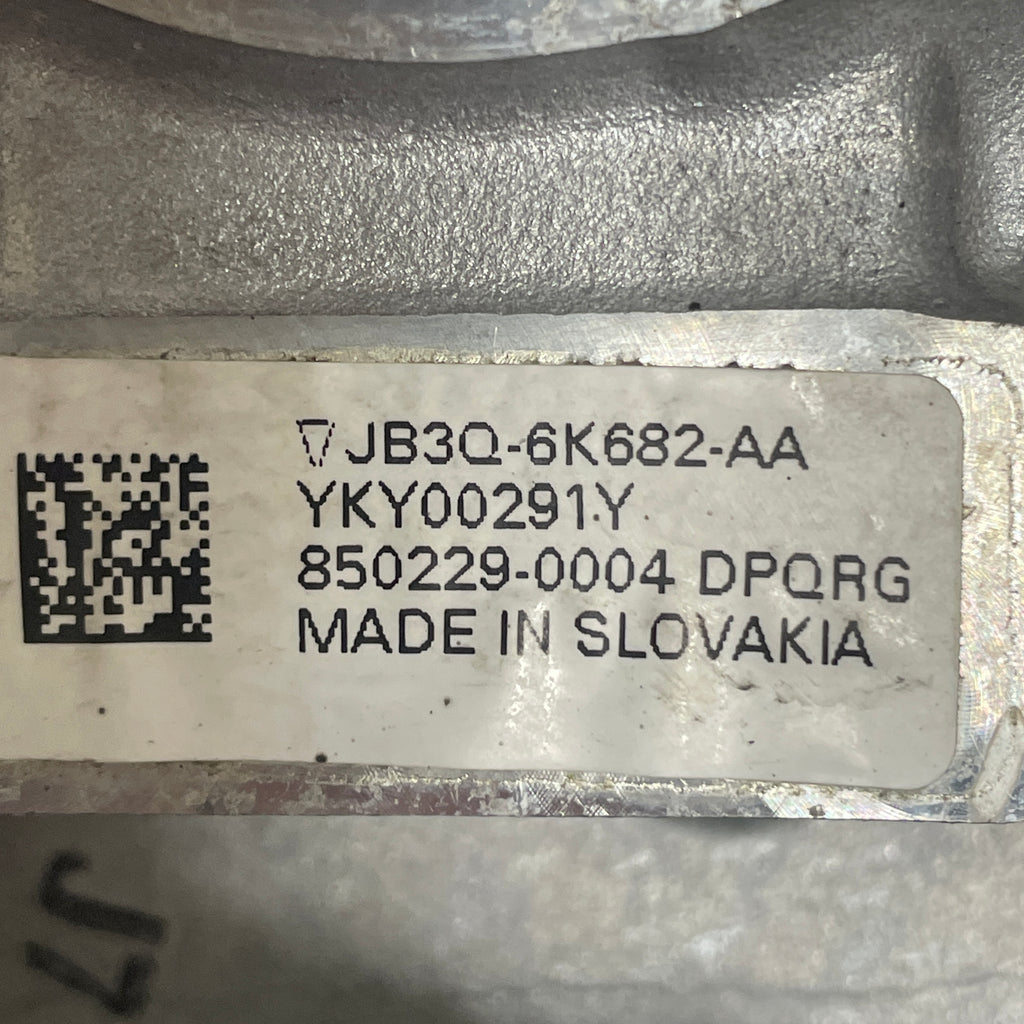 ▽JB3Q-6K682-AA
YKY00291Y
850229-0004 DPQRG
MADE IN SLOVAKIA